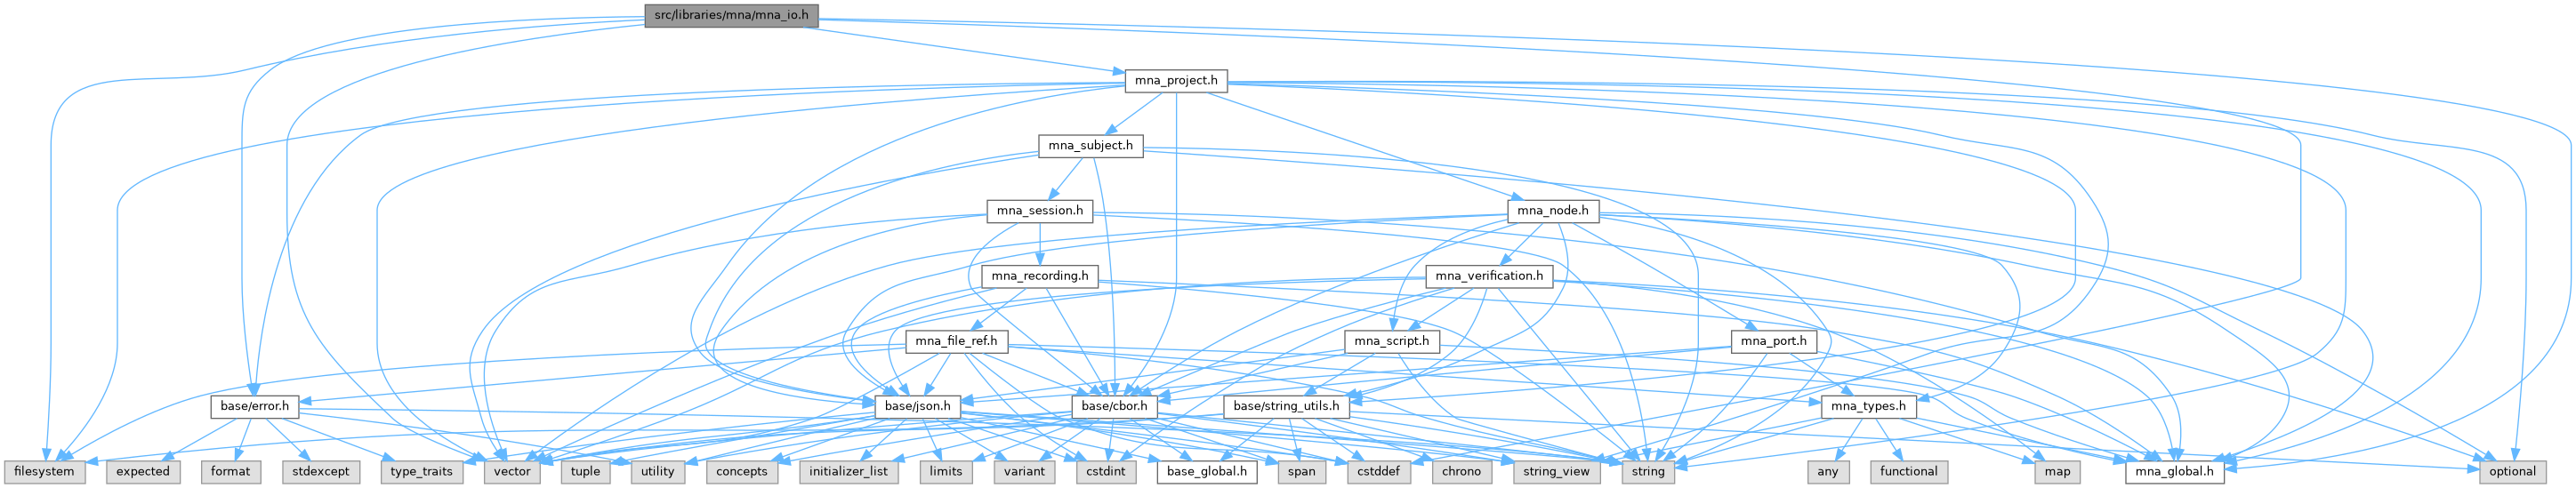 src/libraries/mna/mna_io.h
mna_project.h
mna_subject.h
mna_session.h
mna_node.h
mna_recording.h
mna_verification.h
mna_file_ref.h
mna_script.h
mna_port.h
base/error.h
base/json.h
base/cbor.h
base/string_utils.h
mna_types.h
filesystem
expected
format
stdexcept
type_traits
vector
tuple
utility
concepts
initializer_list
limits
variant
cstdint
base_global.h
span
cstddef
chrono
string_view
string
any
functional
map
mna_global.h
optional